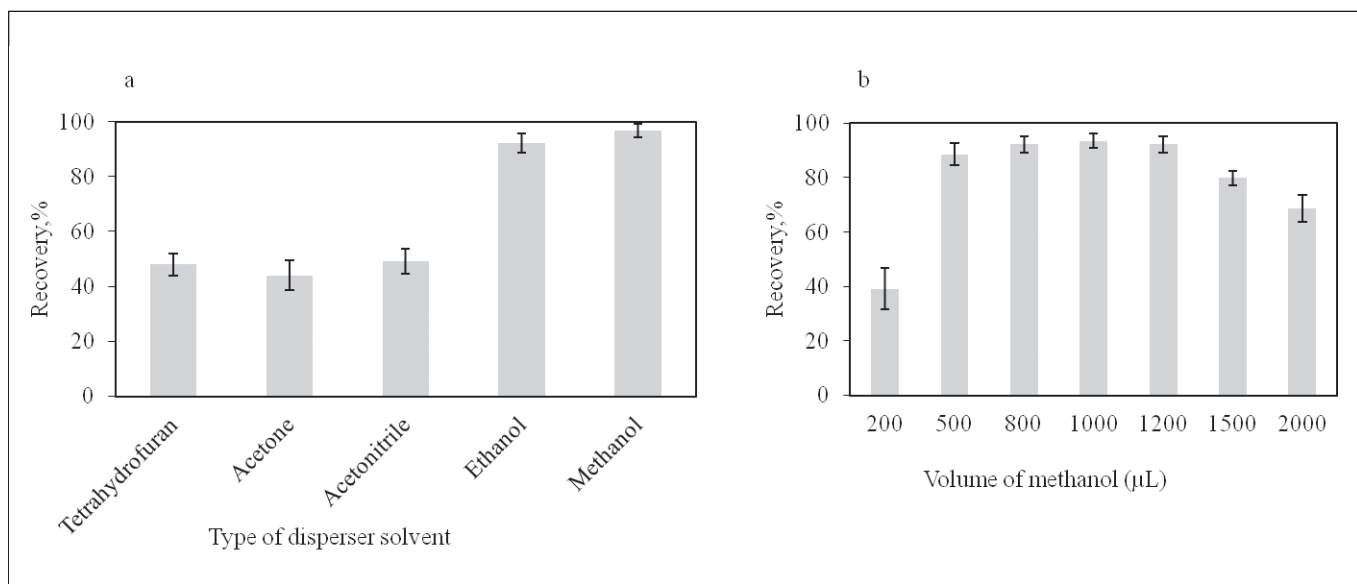 a
100
80
60
40
20
0
Recovery,%
Tetrahydrofuran
Acetone
Acetonitrile
Ethanol
Methanol
Type of disperser solvent
b
100
80
60
40
20
0
Recovery,%
200 500 800 1000 1200 1500 2000
Volume of methanol (µL)